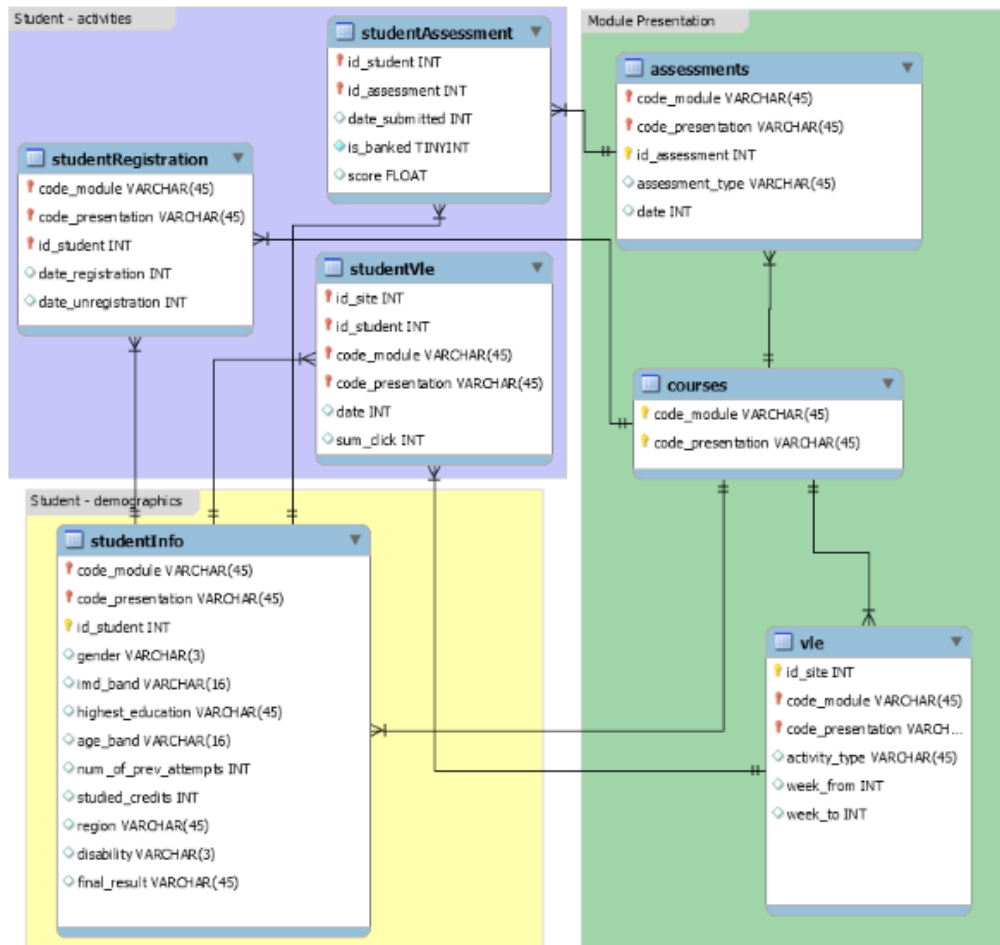 Student - activities
studentAssessment
id_student INT
id_assessment INT
date_submitted INT
is_banked TINYINT
score FLOAT
studentRegistration
code_module VARCHAR(45)
code_presentation VARCHAR(45)
id_student INT
date_registration INT
date_unregistration INT
studentVle
id_site INT
id_student INT
code_module VARCHAR(45)
code_presentation VARCHAR(45)
date INT
sum_click INT
Student - demographics
studentInfo
code_module VARCHAR(45)
code_presentation VARCHAR(45)
id_student INT
gender VARCHAR(3)
imd_band VARCHAR(16)
highest_education VARCHAR(45)
age_band VARCHAR(16)
num_of_prev_attempts INT
studied_credits INT
region VARCHAR(45)
disability VARCHAR(3)
final_result VARCHAR(45)
Module Presentation
assessments
code_module VARCHAR(45)
code_presentation VARCHAR(45)
id_assessment INT
assessment_type VARCHAR(45)
date INT
courses
code_module VARCHAR(45)
code_presentation VARCHAR(45)
vle
id_site INT
code_module VARCHAR(45)
code_presentation VARCH...
activity_type VARCHAR(45)
week_from INT
week_to INT